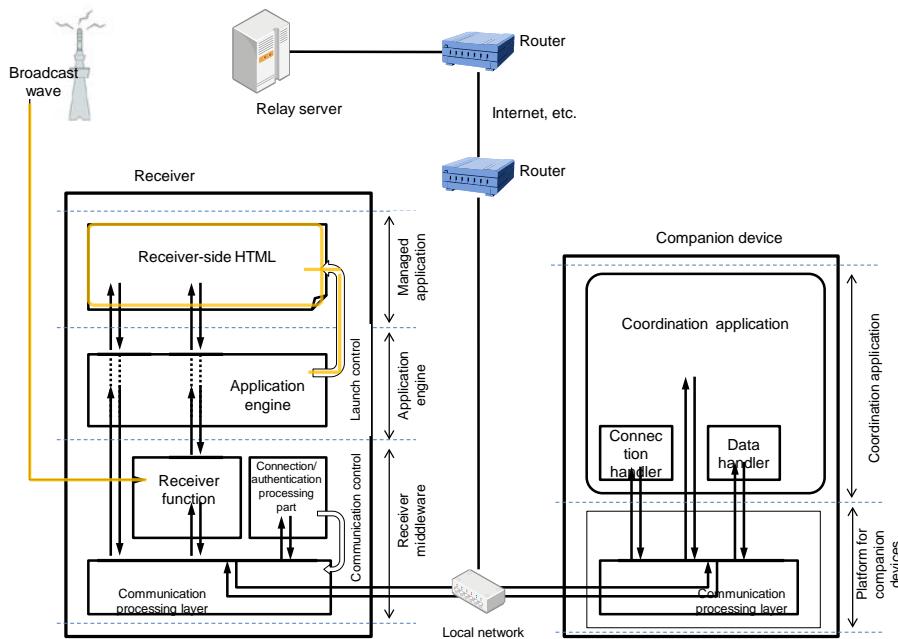 Broadcast
wave
Relay server
Router
Internet, etc.
Router
Receiver
Receiver-side HTML
Managed
application
Launch control
Application
engine
Application
engine
Receiver
function
Connection/
authentication
processing
part
Communication control
Receiver
middleware
Communication
processing layer
Local network
Companion device
Coordination application
Connec
tion
handler
Data
handler
Coordination application
Communication
processing layer
Platform for
companion
devices